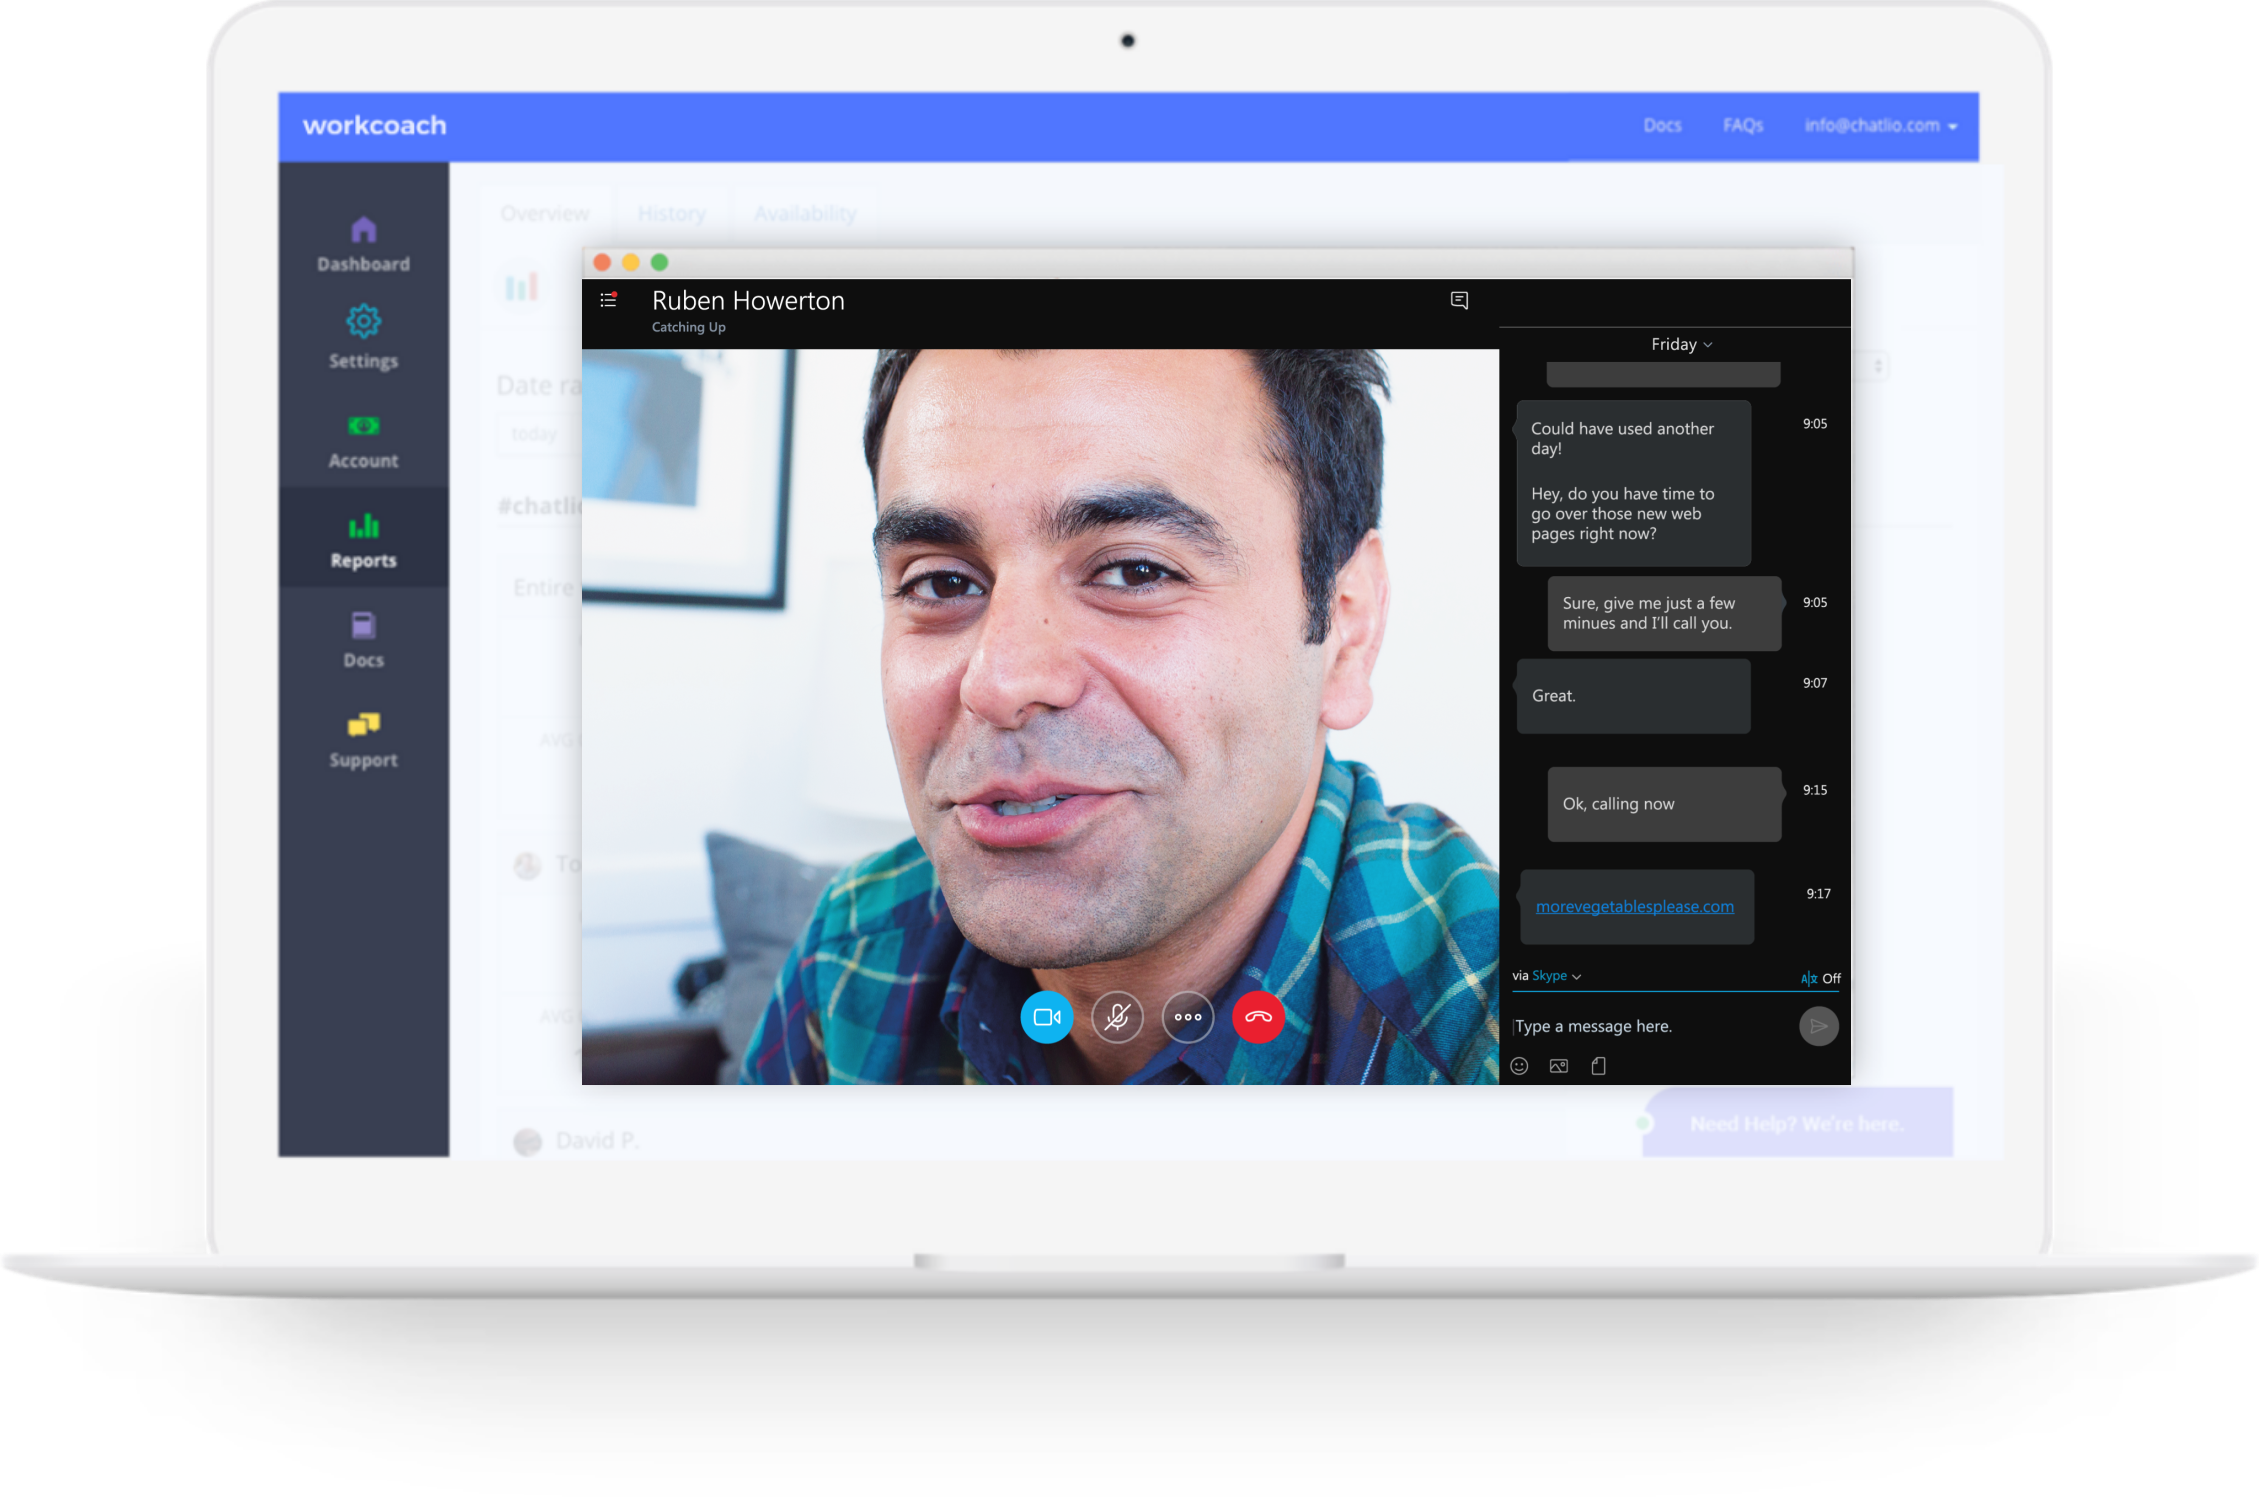 workcoach
Docs
FAQs
info@chatlio.com
Dashboard
Settings
Account
Reports
Docs
Support
Overview
History
Availability
Date ra
today
#chatlio
Entire
AVG
To
AVG
David P.
Need Help? We're here.
Ruben Howerton
Catching Up
Friday
Could have used another
day!
9:05
Hey, do you have time to
go over those new web
pages right now?
Sure, give me just a few
minues and I'll call you.
9:05
Great.
9:07
Ok, calling now
9:15
morevegetablesplease.com
9:17
via Skype
Off
Type a message here.